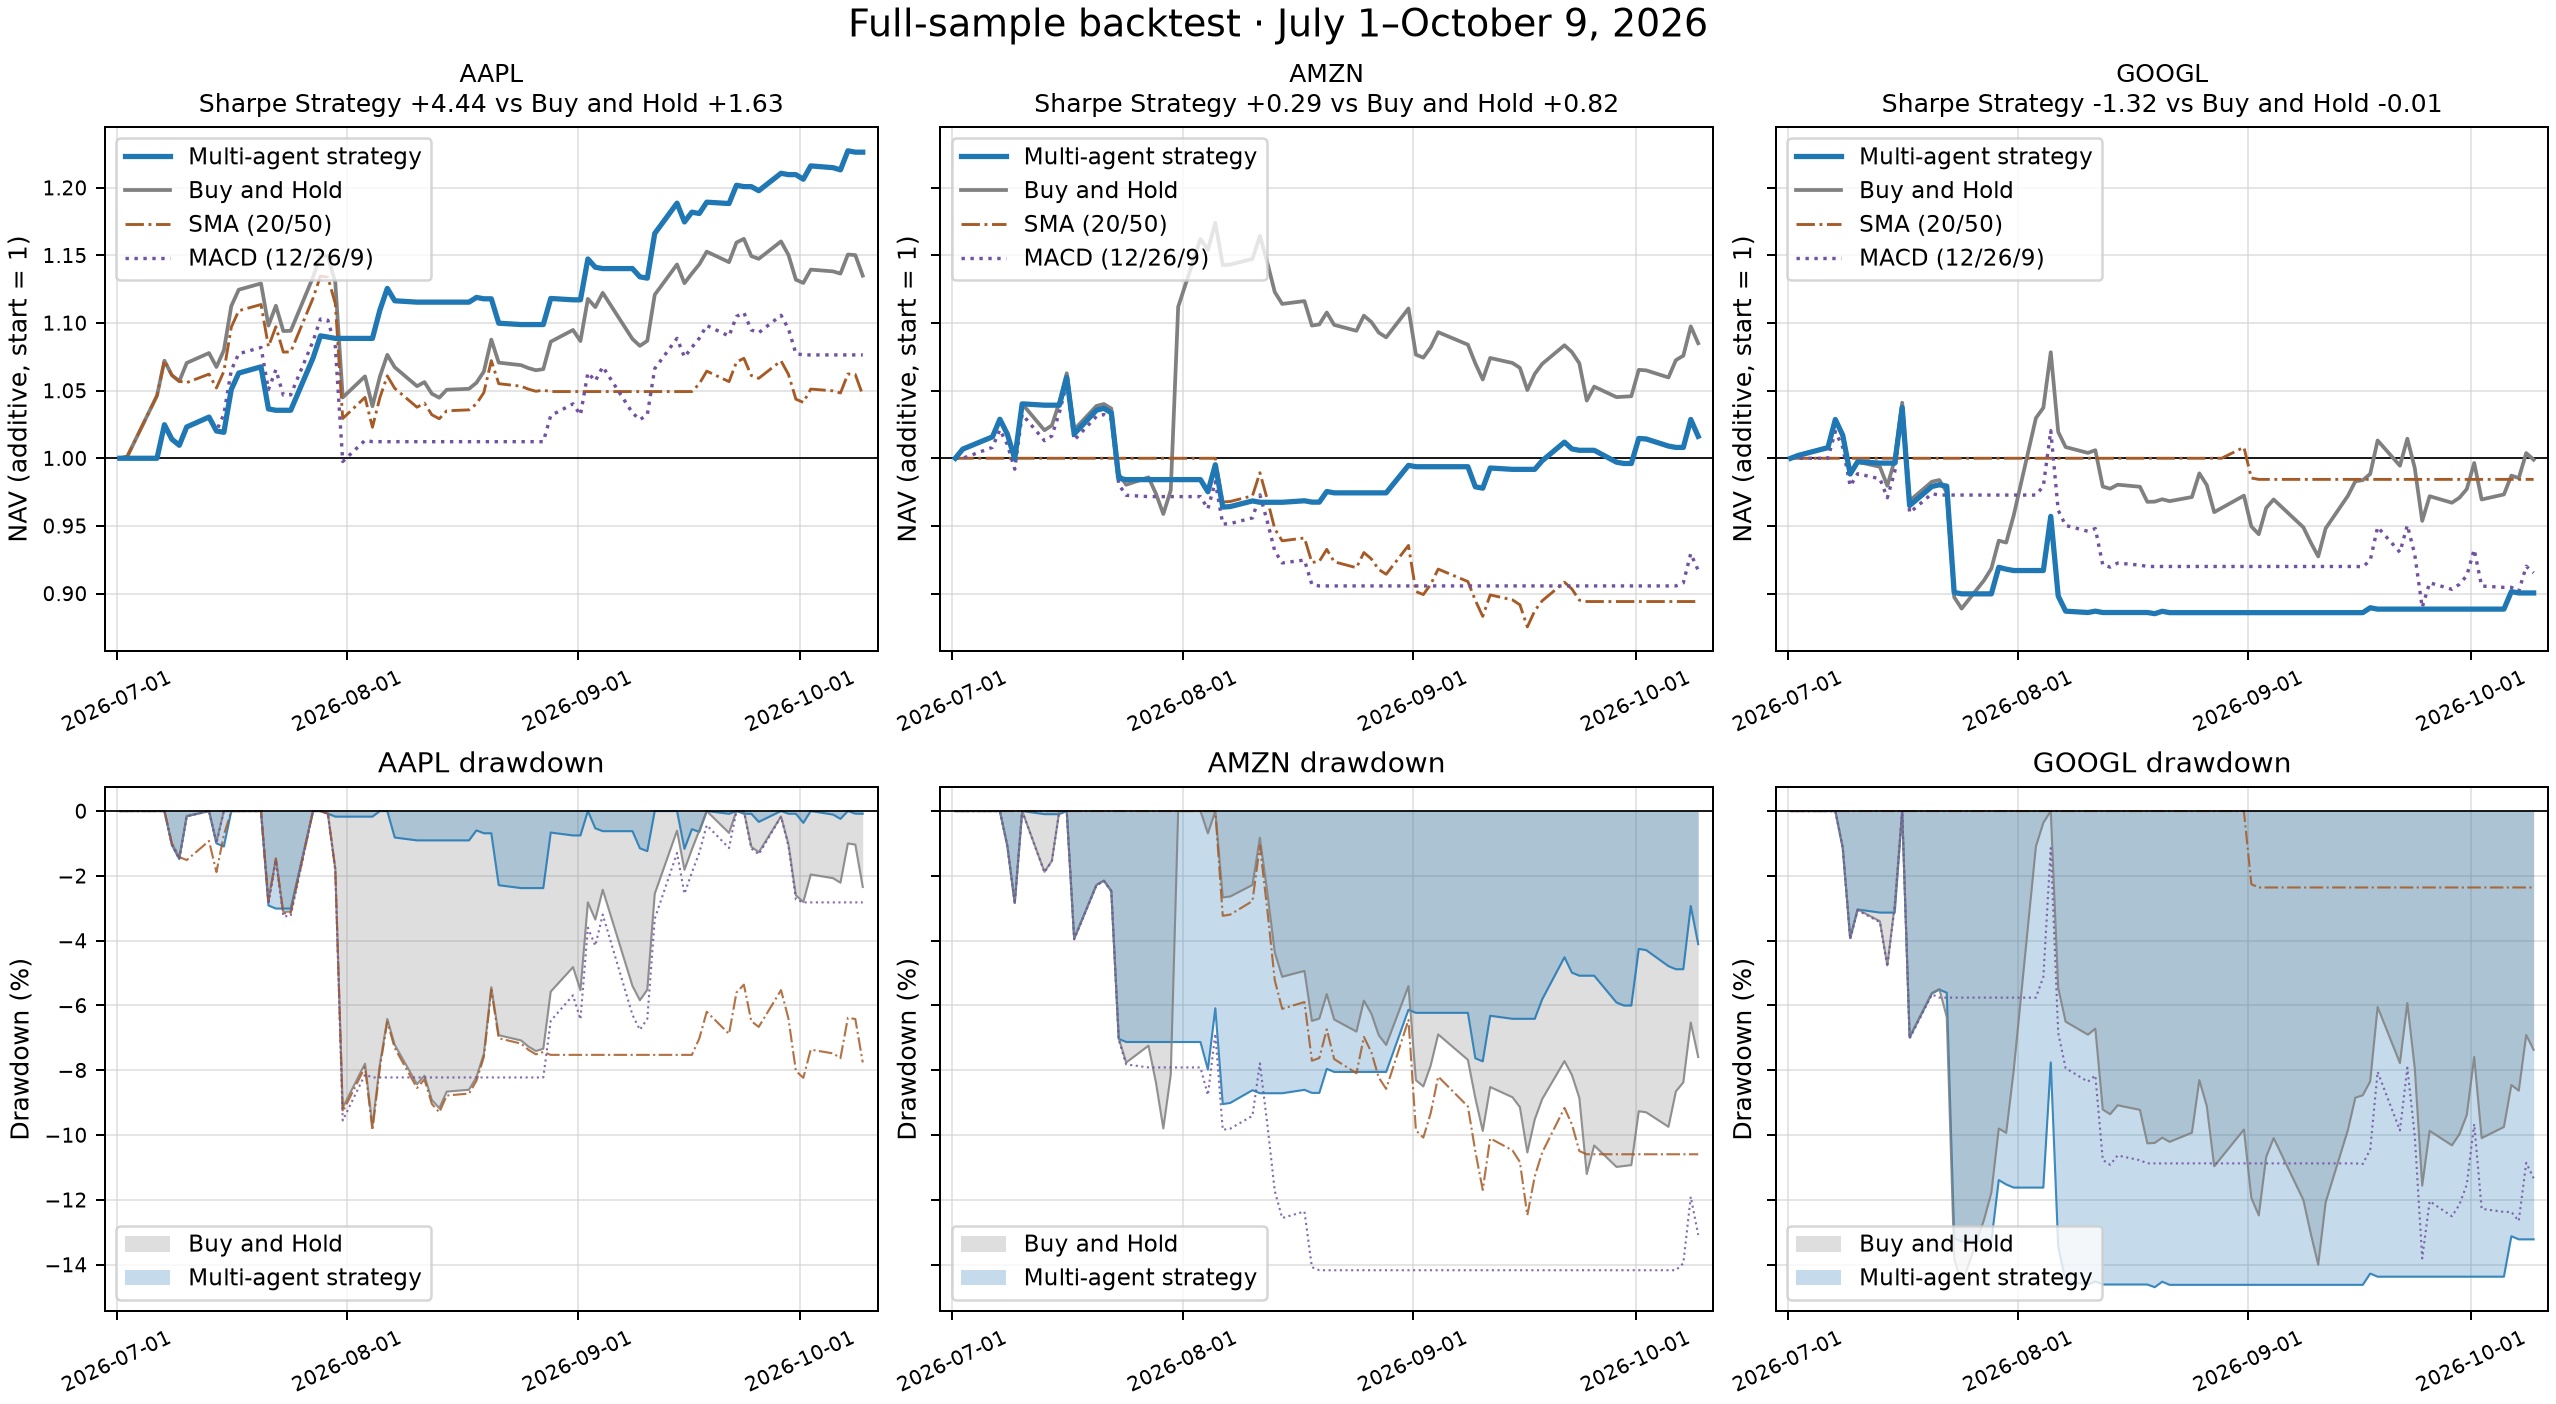 Full-sample backtest · July 1–October 9, 2026
AAPL
Sharpe Strategy +4.44 vs Buy and Hold +1.63
NAV (additive, start = 1)
1.20
1.15
1.10
1.05
1.00
0.95
0.90
Multi-agent strategy
Buy and Hold
SMA (20/50)
MACD (12/26/9)
2026-07-01
2026-08-01
2026-09-01
2026-10-01
AMZN
Sharpe Strategy +0.29 vs Buy and Hold +0.82
NAV (additive, start = 1)
Multi-agent strategy
Buy and Hold
SMA (20/50)
MACD (12/26/9)
2026-07-01
2026-08-01
2026-09-01
2026-10-01
GOOGL
Sharpe Strategy -1.32 vs Buy and Hold -0.01
NAV (additive, start = 1)
Multi-agent strategy
Buy and Hold
SMA (20/50)
MACD (12/26/9)
2026-07-01
2026-08-01
2026-09-01
2026-10-01
AAPL drawdown
Drawdown (%)
0
−2
−4
−6
−8
−10
−12
−14
Buy and Hold
Multi-agent strategy
2026-07-01
2026-08-01
2026-09-01
2026-10-01
AMZN drawdown
Drawdown (%)
Buy and Hold
Multi-agent strategy
2026-07-01
2026-08-01
2026-09-01
2026-10-01
GOOGL drawdown
Drawdown (%)
Buy and Hold
Multi-agent strategy
2026-07-01
2026-08-01
2026-09-01
2026-10-01